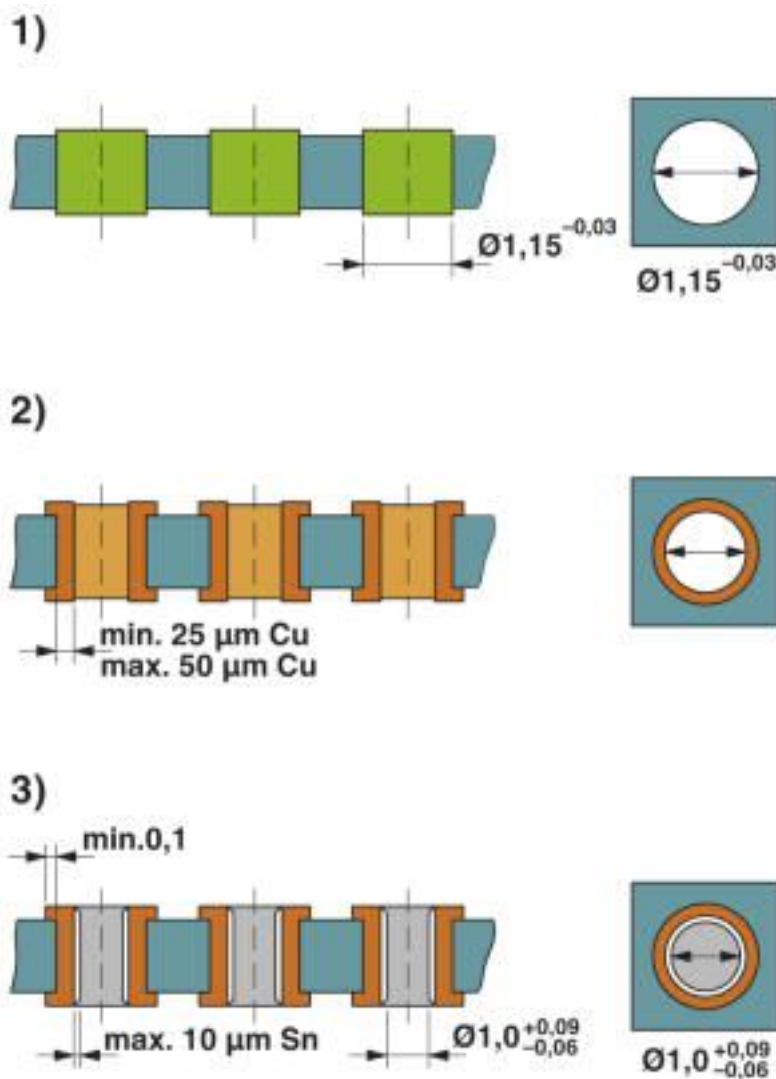 1)
Ø1,15 −0,03
Ø1,15 −0,03
2)
min. 25 µm Cu
max. 50 µm Cu
3)
min.0,1
max. 10 µm Sn
Ø1,0 +0,09 −0,06
Ø1,0 +0,09 −0,06